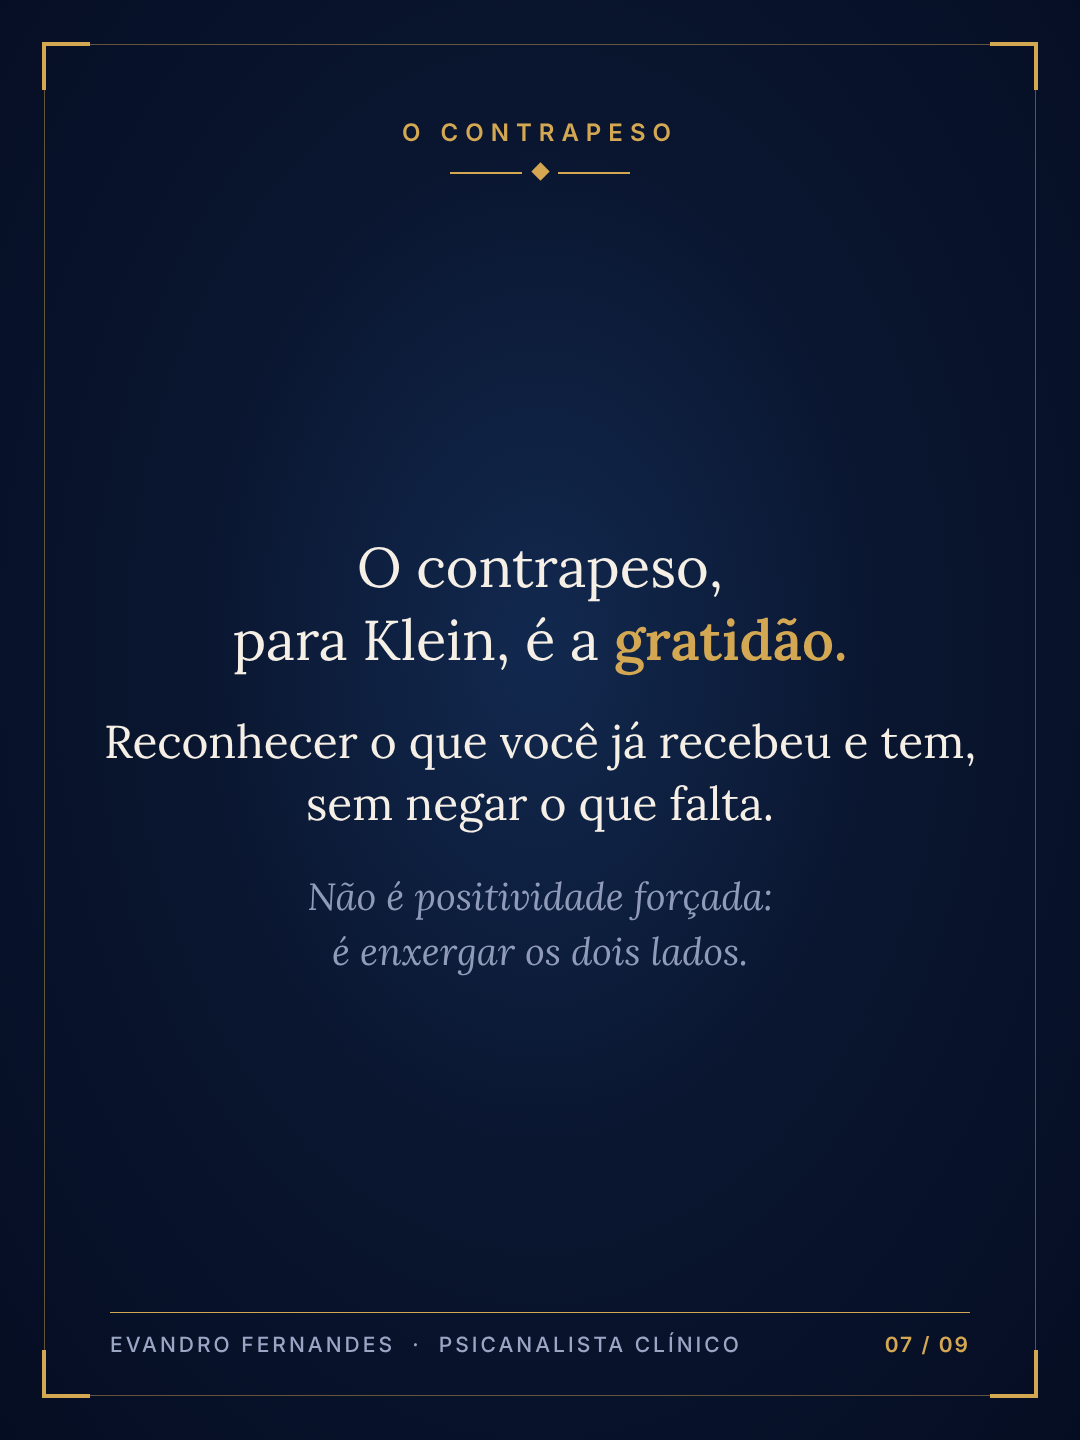 O CONTRAPESO
O contrapeso,
para Klein, é a gratidão.
Reconhecer o que você já recebeu e tem,
sem negar o que falta.
Não é positividade forçada:
é enxergar os dois lados.
EVANDRO FERNANDES · PSICANALISTA CLÍNICO 07 / 09